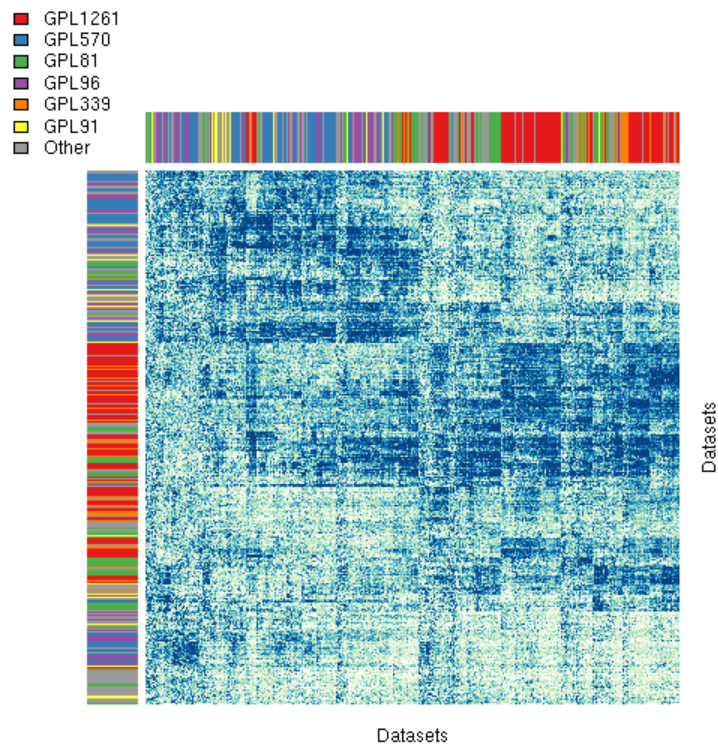 GPL1261
GPL570
GPL81
GPL96
GPL339
GPL91
Other
Datasets
Datasets